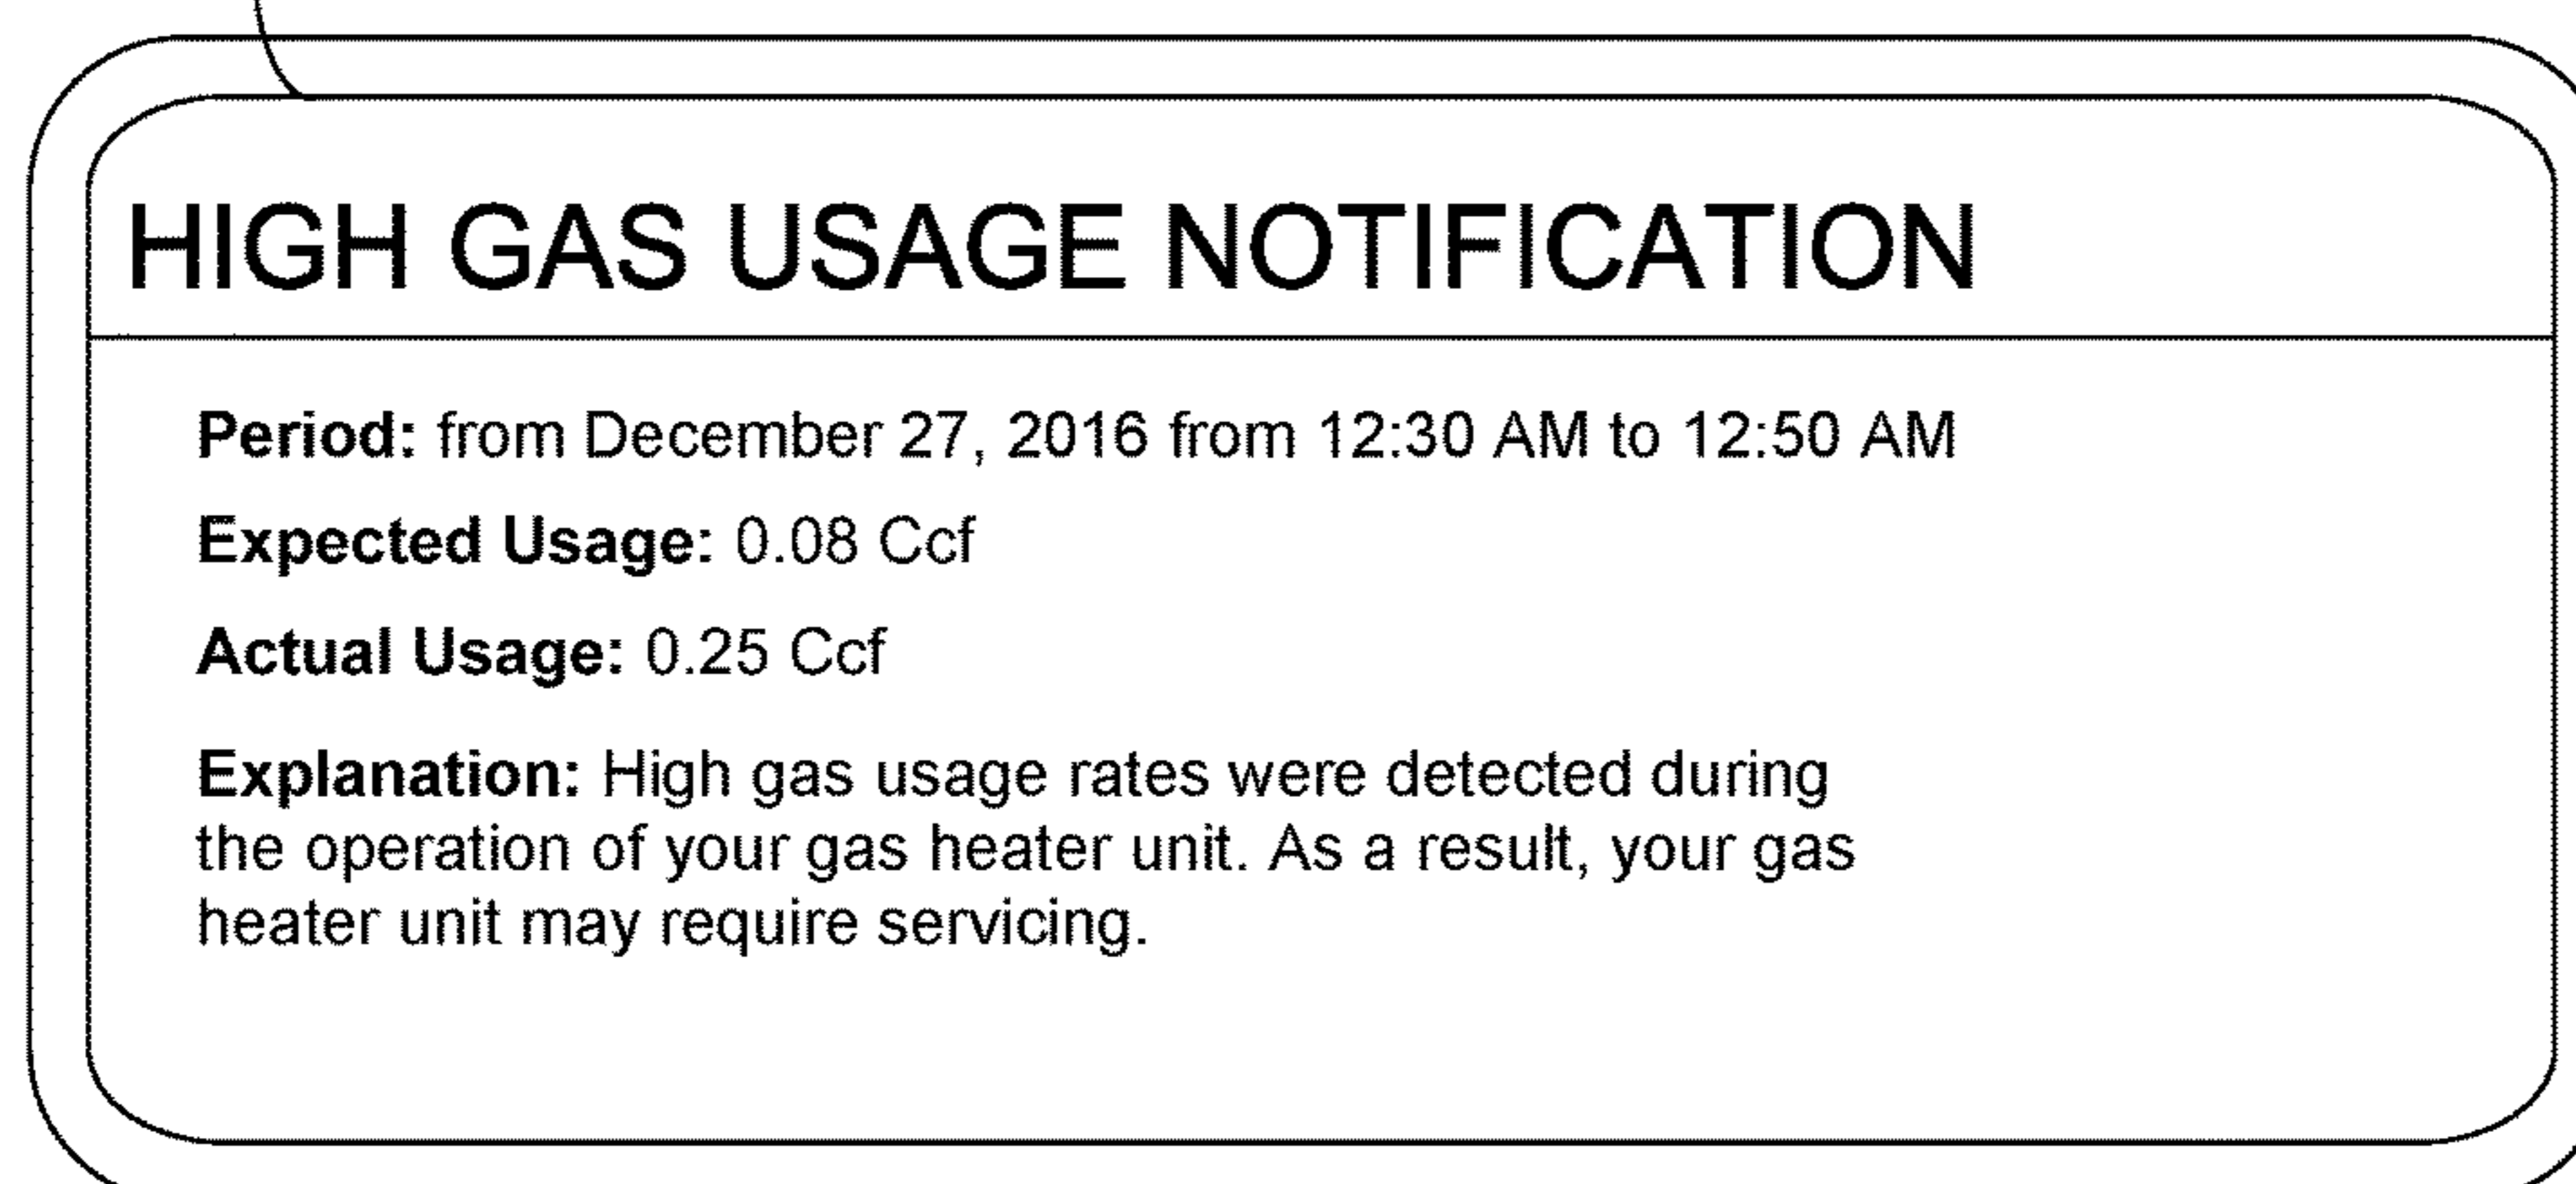 HIGH GAS USAGE NOTIFICATION
Period: from December 27, 2016 from 12:30 AM to 12:50 AM
Expected Usage: 0.08 Ccf
Actual Usage: 0.25 Ccf
Explanation: High gas usage rates were detected during
the operation of your gas heater unit. As a result, your gas
heater unit may require servicing.